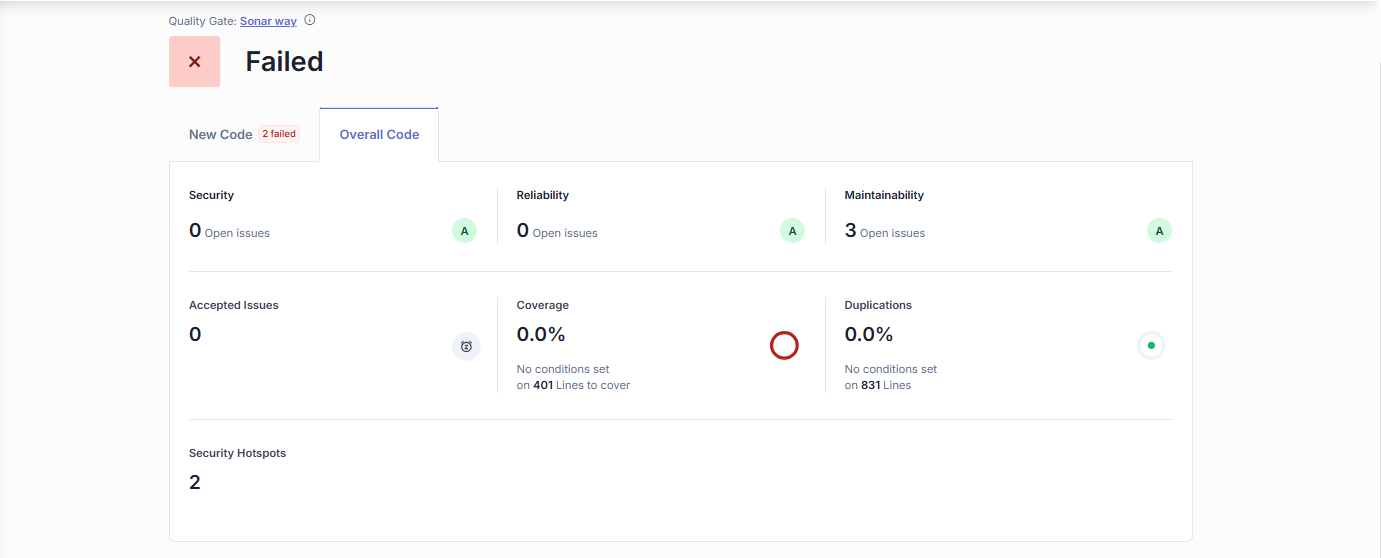 Quality Gate: Sonar way
Failed
New Code 2 failed
Overall Code
Security
0 Open issues
A
Reliability
0 Open issues
A
Maintainability
3 Open issues
A
Accepted Issues
0
Coverage
0.0%
No conditions set
on 401 Lines to cover
Duplications
0.0%
No conditions set
on 831 Lines
Security Hotspots
2